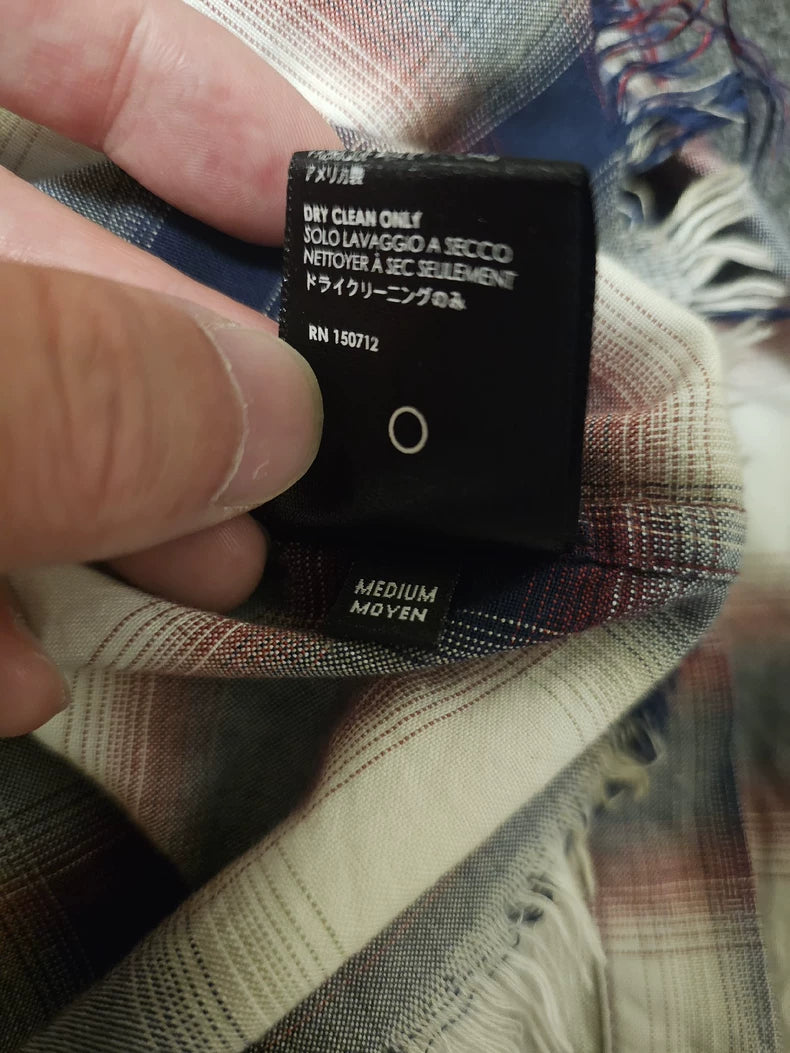 アメリカ製
DRY CLEAN ONLY
SOLO LAVAGGIO A SECCO
NETTOYER À SEC SEULEMENT
ドライクリーニングのみ
RN 150712
MEDIUM
MOYEN